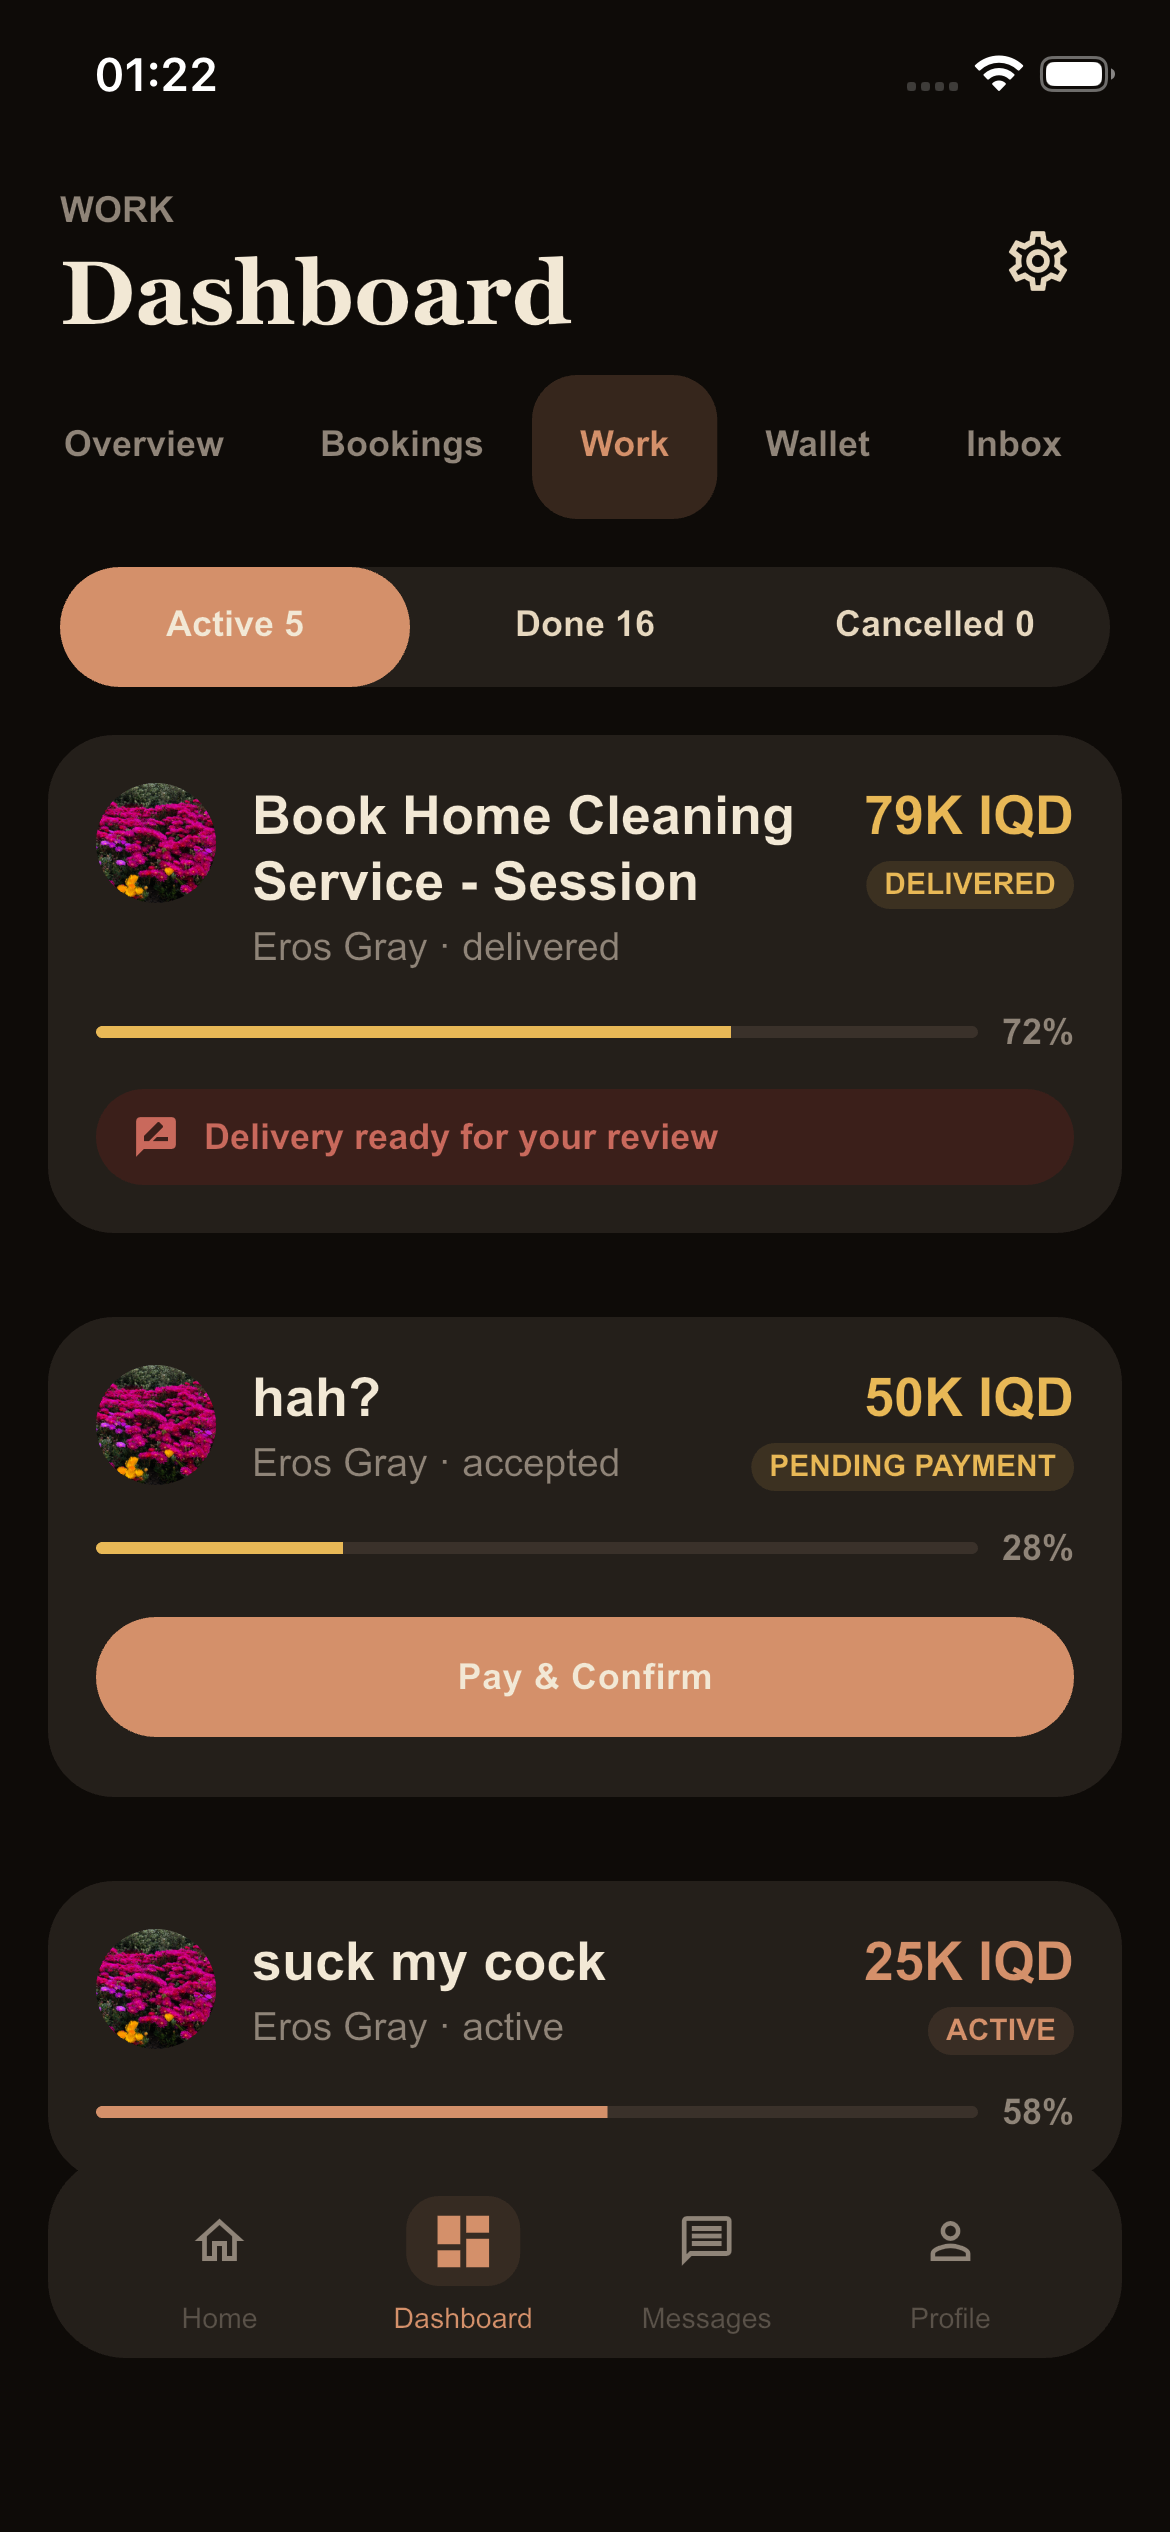 01:22
WORK
Dashboard
Overview Bookings Work Wallet Inbox
Active 5 Done 16 Cancelled 0
Book Home Cleaning 79K IQD
Service - Session DELIVERED
Eros Gray · delivered
72%
Delivery ready for your review
hah? 50K IQD
Eros Gray · accepted PENDING PAYMENT
28%
Pay & Confirm
suck my cock 25K IQD
Eros Gray · active ACTIVE
58%
Home Dashboard Messages Profile